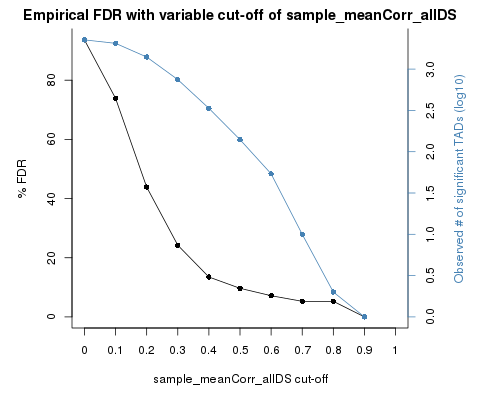 Empirical FDR with variable cut-off of sample_meanCorr_allDS
% FDR
80
60
40
20
0
3.0
2.5
2.0
1.5
1.0
0.5
0.0
Observed # of significant TADs (log10)
0 0.1 0.2 0.3 0.4 0.5 0.6 0.7 0.8 0.9 1
sample_meanCorr_allDS cut-off